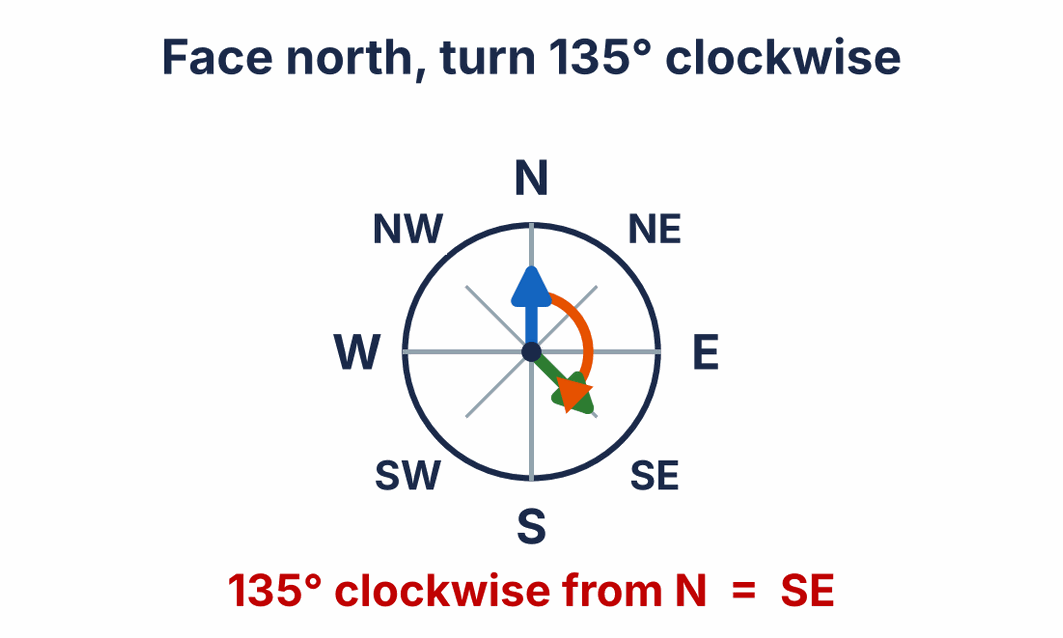 Face north, turn 135° clockwise
N
NW
NE
W
E
SW
SE
S
135° clockwise from N = SE